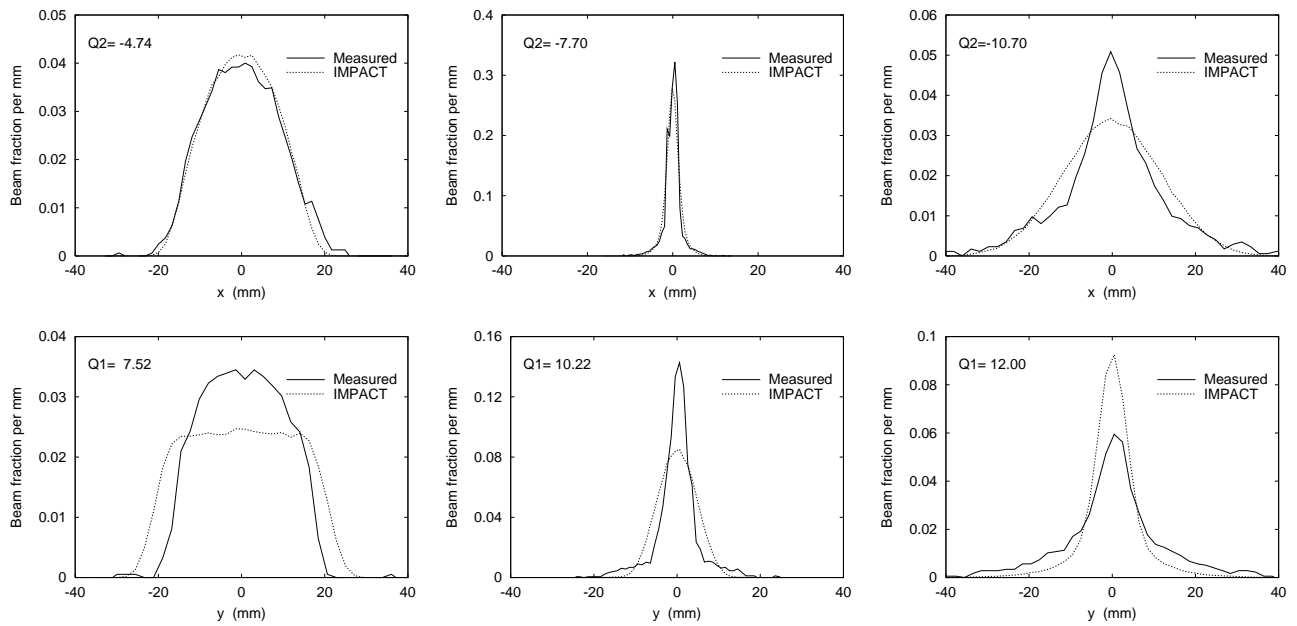 0.05
0.04
0.03
0.02
0.01
0
-40
-20
0
20
40
Beam fraction per mm
x (mm)
Q2= -4.74
Measured
IMPACT
0.4
0.3
0.2
0.1
0
-40
-20
0
20
40
Beam fraction per mm
x (mm)
Q2= -7.70
Measured
IMPACT
0.06
0.05
0.04
0.03
0.02
0.01
0
-40
-20
0
20
40
Beam fraction per mm
x (mm)
Q2=-10.70
Measured
IMPACT
0.04
0.03
0.02
0.01
0
-40
-20
0
20
40
Beam fraction per mm
y (mm)
Q1= 7.52
Measured
IMPACT
0.16
0.12
0.08
0.04
0
-40
-20
0
20
40
Beam fraction per mm
y (mm)
Q1= 10.22
Measured
IMPACT
0.1
0.08
0.06
0.04
0.02
0
-40
-20
0
20
40
Beam fraction per mm
y (mm)
Q1= 12.00
Measured
IMPACT